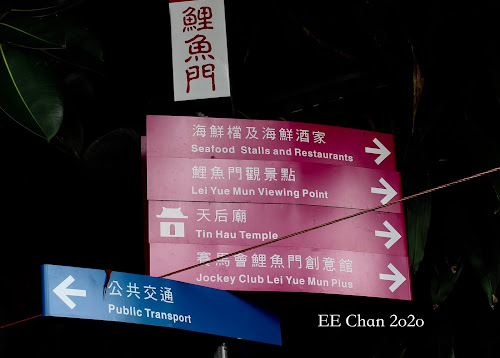 鯉魚門
海鮮檔及海鮮酒家
Seafood Stalls and Restaurants
鯉魚門觀景點
Lei Yue Mun Viewing Point
天后廟
Tin Hau Temple
賽馬會鯉魚門創意館
Jockey Club Lei Yue Mun Plus
公共交通
Public Transport
EE Chan 2o2o